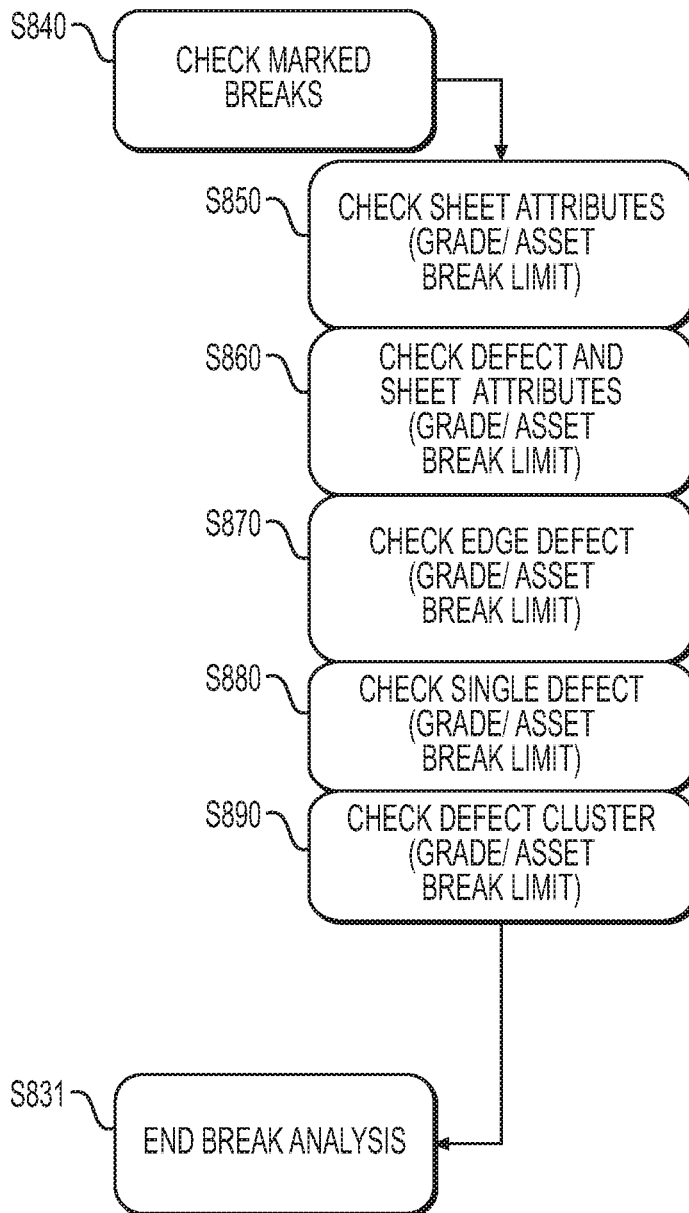 S840
CHECK MARKED
BREAKS
S850
CHECK SHEET ATTRIBUTES
(GRADE/ ASSET
BREAK LIMIT)
S860
CHECK DEFECT AND
SHEET ATTRIBUTES
(GRADE/ ASSET
BREAK LIMIT)
S870
CHECK EDGE DEFECT
(GRADE/ ASSET
BREAK LIMIT)
S880
CHECK SINGLE DEFECT
(GRADE/ ASSET
BREAK LIMIT)
S890
CHECK DEFECT CLUSTER
(GRADE/ ASSET
BREAK LIMIT)
S831
END BREAK ANALYSIS